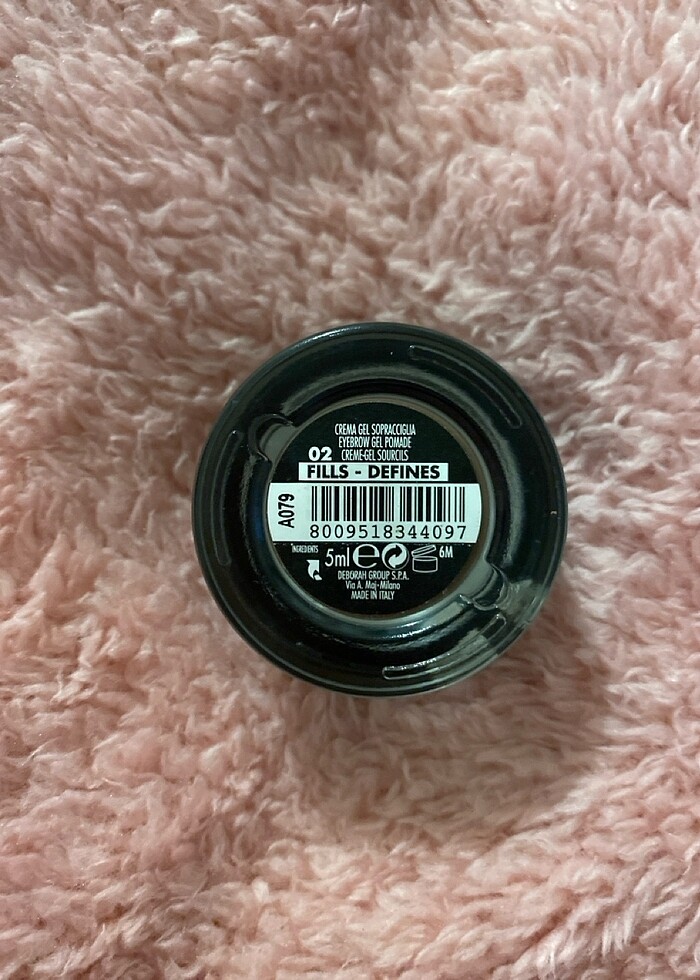 CREMA GEL SOPRACCIGLIA
EYEBROW GEL POMADE
02 CREME-GEL SOURCILS
FILLS - DEFINES
A079
8009518344097
INGREDIENTS
5ml e 6M
DEBORAH GROUP S.P.A.
Via A. Maj-Milano
MADE IN ITALY